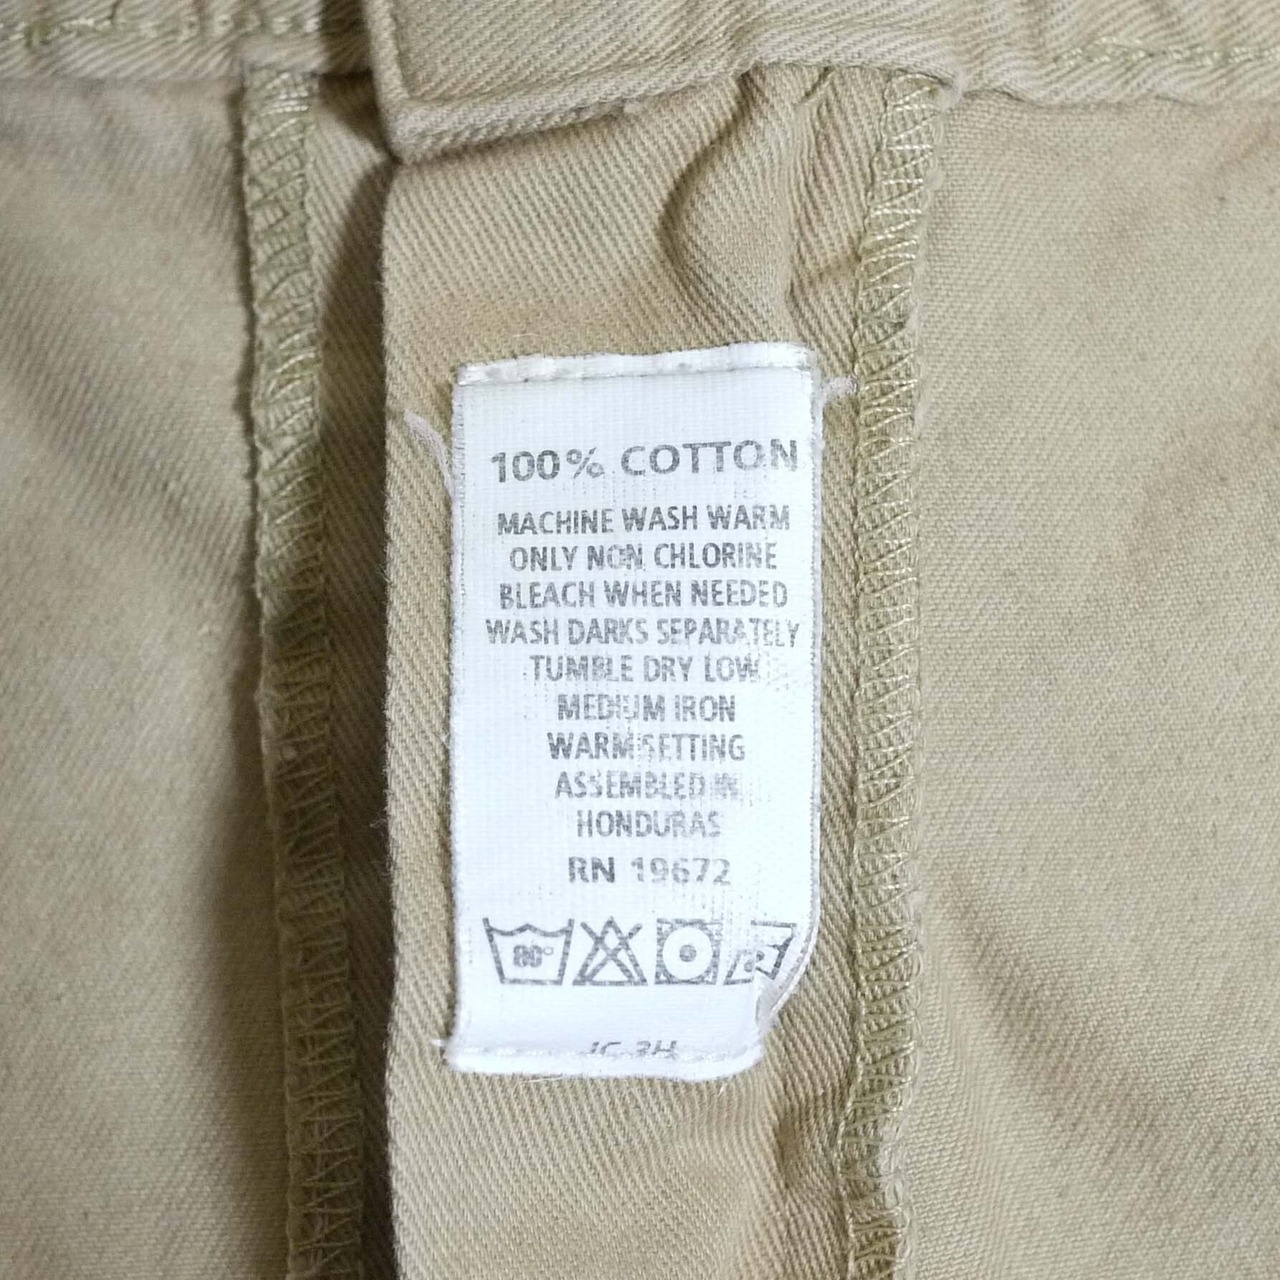 100% COTTON
MACHINE WASH WARM
ONLY NON CHLORINE
BLEACH WHEN NEEDED
WASH DARKS SEPARATELY
TUMBLE DRY LOW
MEDIUM IRON
WARM SETTING
ASSEMBLED IN
HONDURAS
RN 19672